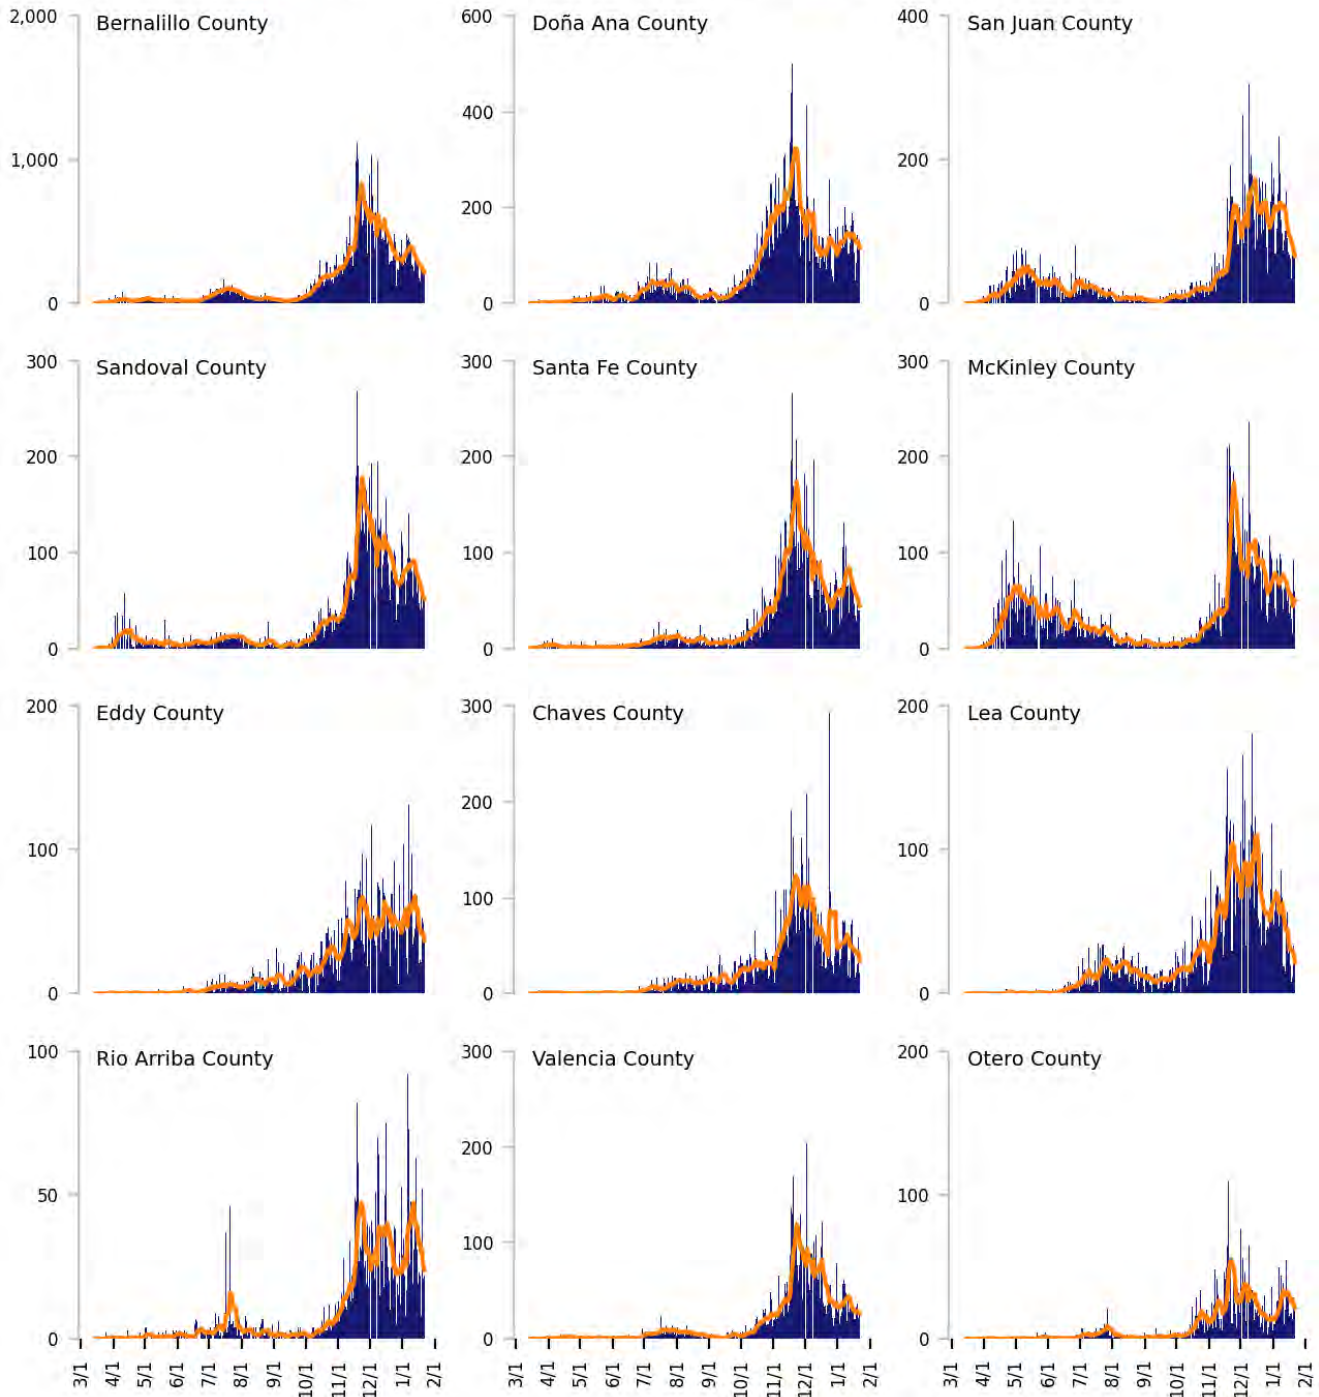 Bernalillo County
2,000
1,000
0
Doña Ana County
600
400
200
0
San Juan County
400
200
0
Sandoval County
300
200
100
0
Santa Fe County
300
200
100
0
McKinley County
300
200
100
0
Eddy County
200
100
0
Chaves County
300
200
100
0
Lea County
200
100
0
Rio Arriba County
100
50
0
3/1 4/1 5/1 6/1 7/1 8/1 9/1 10/1 11/1 12/1 1/1 2/1
Valencia County
300
200
100
0
3/1 4/1 5/1 6/1 7/1 8/1 9/1 10/1 11/1 12/1 1/1 2/1
Otero County
200
100
0
3/1 4/1 5/1 6/1 7/1 8/1 9/1 10/1 11/1 12/1 1/1 2/1